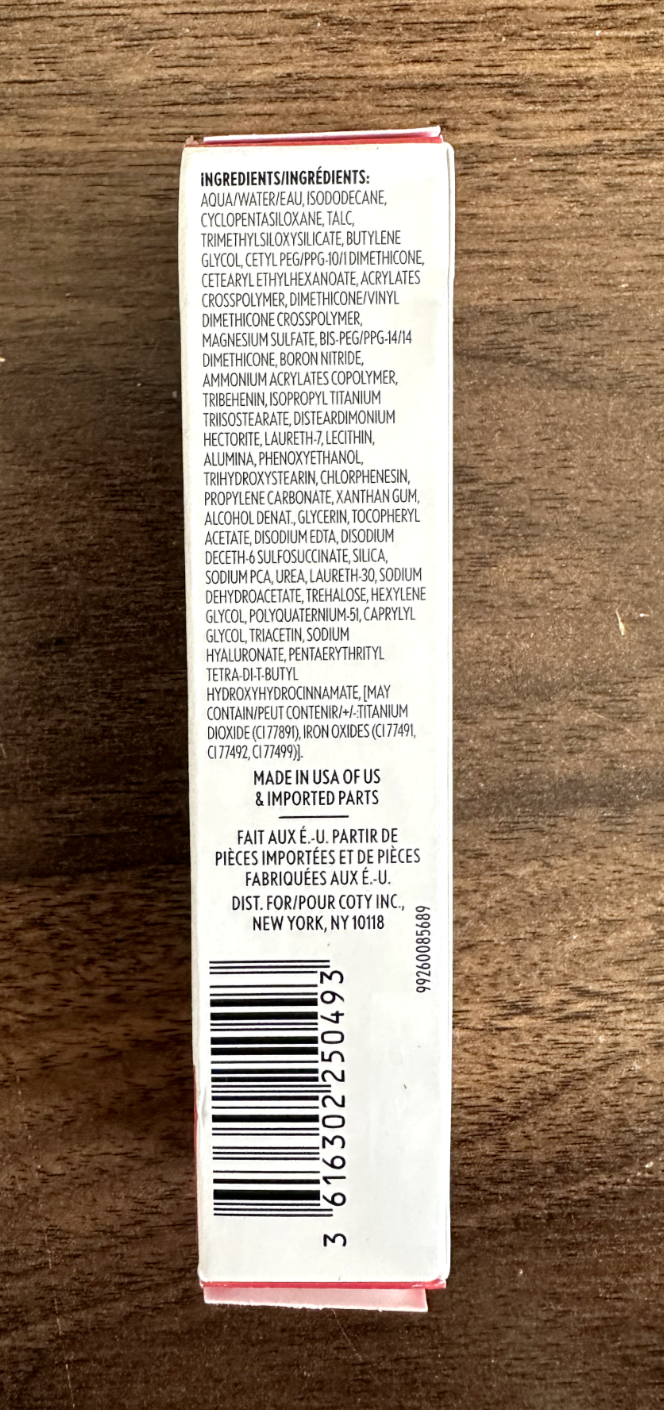 INGREDIENTS/INGRÉDIENTS:
AQUA/WATER/EAU, ISODODECANE,
CYCLOPENTASILOXANE, TALC,
TRIMETHYLSILOXYSILICATE, BUTYLENE
GLYCOL, CETYL PEG/PPG-10/1 DIMETHICONE,
CETEARYL ETHYLHEXANOATE, ACRYLATES
CROSSPOLYMER, DIMETHICONE/VINYL
DIMETHICONE CROSSPOLYMER,
MAGNESIUM SULFATE, BIS-PEG/PPG-14/14
DIMETHICONE, BORON NITRIDE,
AMMONIUM ACRYLATES COPOLYMER,
TRIBEHENIN, ISOPROPYL TITANIUM
TRIISOSTEARATE, DISTEARDIMONIUM
HECTORITE, LAURETH-7, LECITHIN,
ALUMINA, PHENOXYETHANOL,
TRIHYDROXYSTEARIN, CHLORPHENESIN,
PROPYLENE CARBONATE, XANTHAN GUM,
ALCOHOL DENAT., GLYCERIN, TOCOPHERYL
ACETATE, DISODIUM EDTA, DISODIUM
DECETH-6 SULFOSUCCINATE, SILICA,
SODIUM PCA, UREA, LAURETH-30, SODIUM
DEHYDROACETATE, TREHALOSE, HEXYLENE
GLYCOL, POLYQUATERNIUM-51, CAPRYLYL
GLYCOL, TRIACETIN, SODIUM
HYALURONATE, PENTAERYTHRITYL
TETRA-DI-T-BUTYL
HYDROXYHYDROCINNAMATE, [MAY
CONTAIN/PEUT CONTENIR/+/-:TITANIUM
DIOXIDE (CI 77891), IRON OXIDES (CI 77491,
CI 77492, CI 77499)].
MADE IN USA OF US
& IMPORTED PARTS
FAIT AUX É.-U. PARTIR DE
PIÈCES IMPORTÉES ET DE PIÈCES
FABRIQUÉES AUX É.-U.
DIST. FOR/POUR COTY INC.,
NEW YORK, NY 10118
99260085689
3 616302 250493